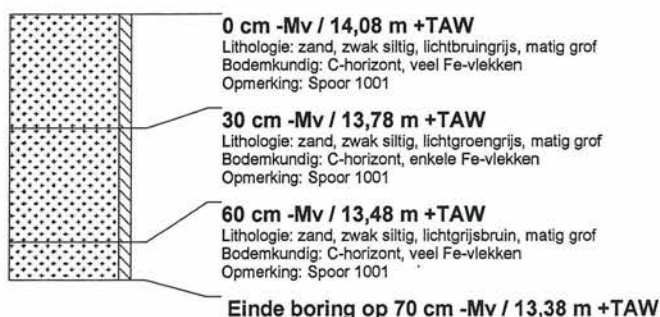 0 cm -Mv / 14,08 m +TAW
Lithologie: zand, zwak siltig, lichtbruingrijs, matig grof
Bodemkundig: C-horizont, veel Fe-vlekken
Opmerking: Spoor 1001
30 cm -Mv / 13,78 m +TAW
Lithologie: zand, zwak siltig, lichtgroengrijs, matig grof
Bodemkundig: C-horizont, enkele Fe-vlekken
Opmerking: Spoor 1001
60 cm -Mv / 13,48 m +TAW
Lithologie: zand, zwak siltig, lichtgrijsbruin, matig grof
Bodemkundig: C-horizont, veel Fe-vlekken
Opmerking: Spoor 1001
Einde boring op 70 cm -Mv / 13,38 m +TAW